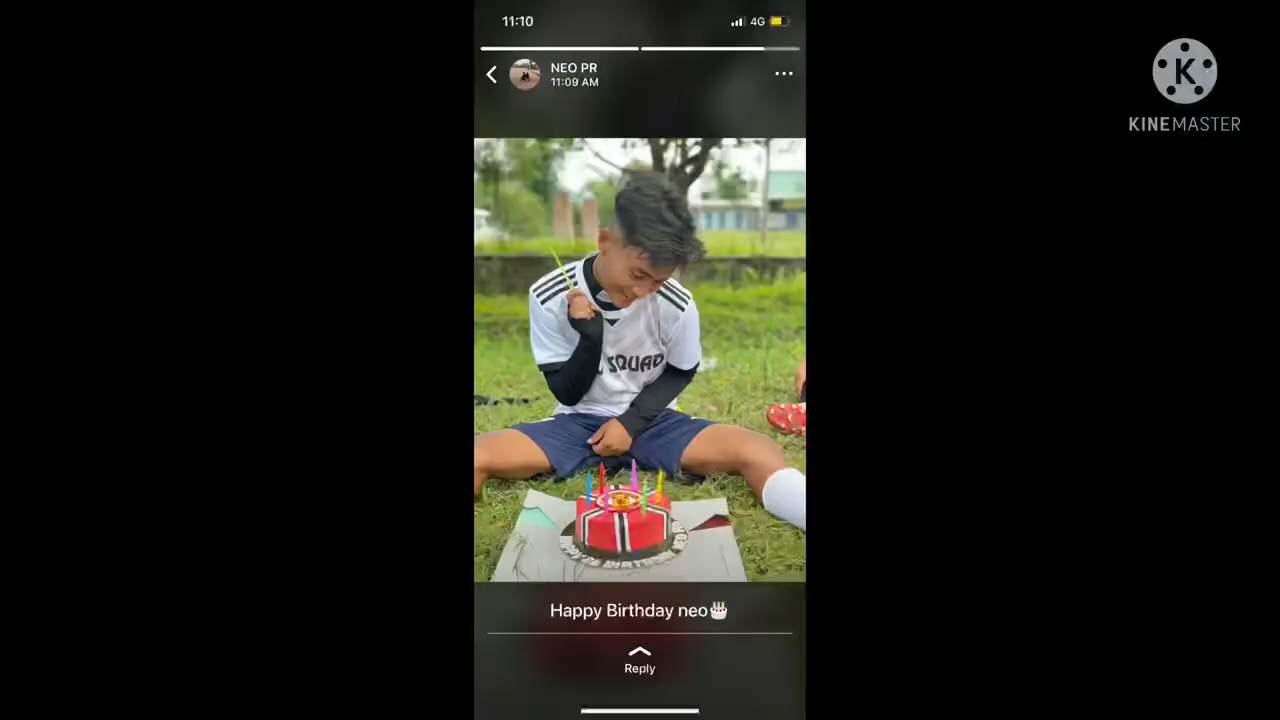 11:10
4G
NEO PR
11:09 AM
K
KINEMASTER
SQUAD
Happy Birthday neo🎂
Reply